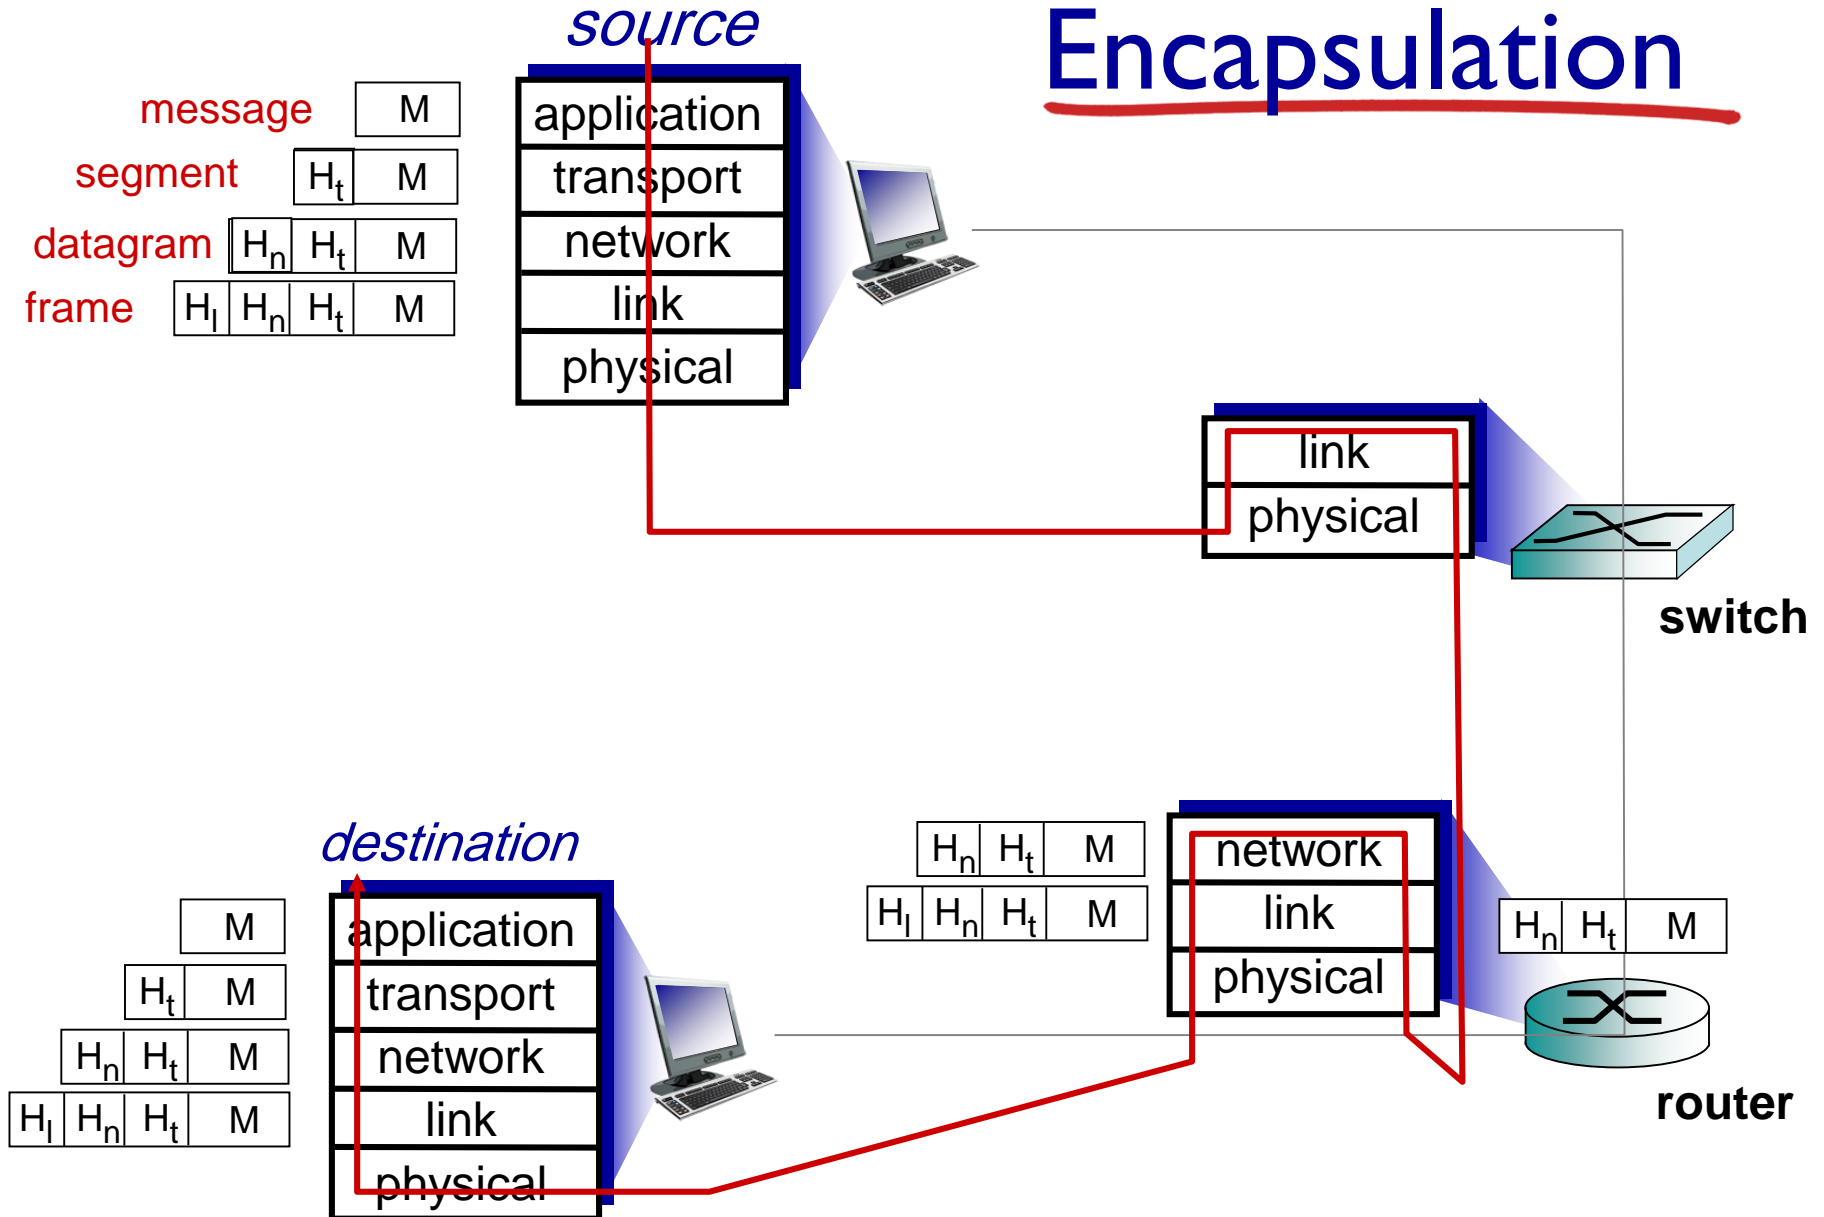 source
Encapsulation
message M
application
segment Ht M
transport
datagram Hn Ht M
network
frame Hl Hn Ht M
link
physical
link
physical
switch
destination
Hn Ht M
network
Hl Hn Ht M
link
physical
Hn Ht M
router
M
application
Ht M
transport
Hn Ht M
network
Hl Hn Ht M
link
physical